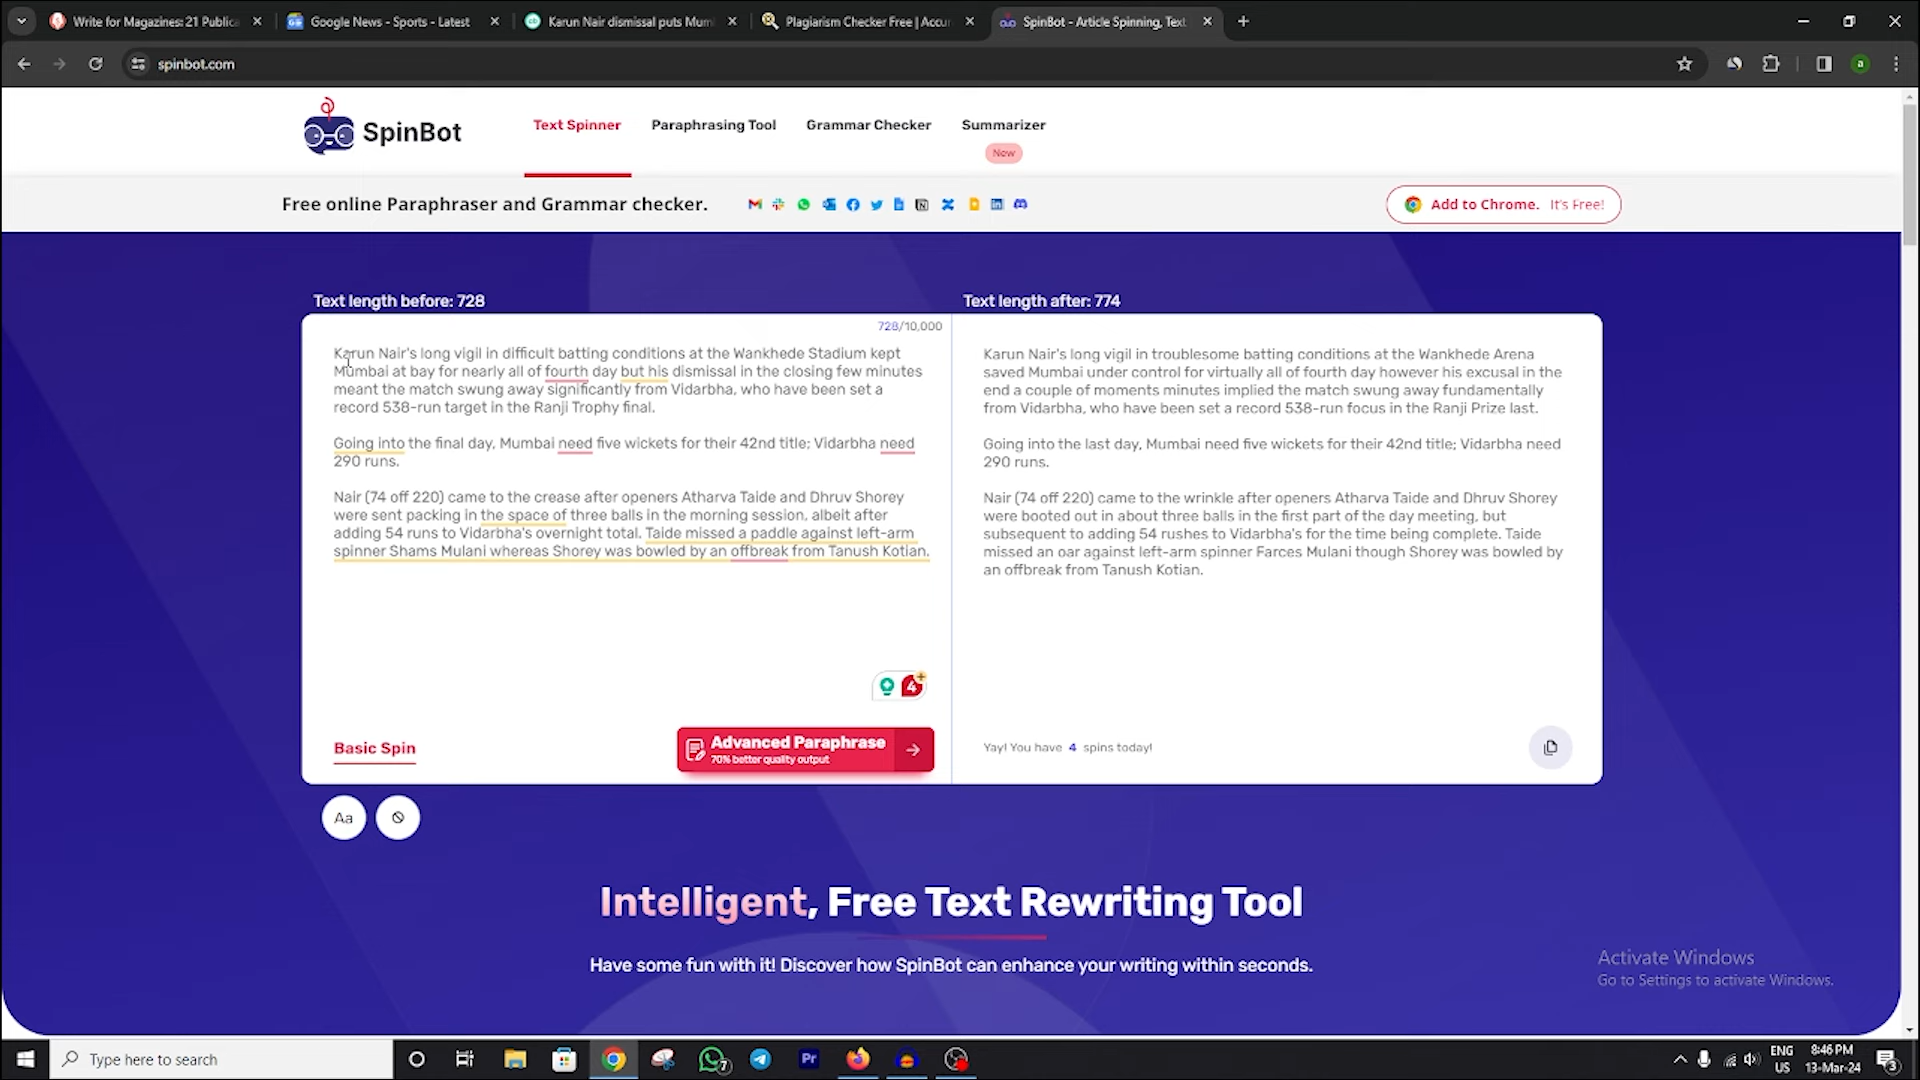 Write for Magazines: 21 Publica
Google News - Sports - Latest
Karun Nair dismissal puts Mum
Plagiarism Checker Free | Accur
SpinBot - Article Spinning, Text
spinbot.com
a
SpinBot
Text Spinner
Paraphrasing Tool
Grammar Checker
Summarizer
New
Free online Paraphraser and Grammar checker.
Add to Chrome. It's Free!
Text length before: 728
Text length after: 774
728/10,000
Karun Nair's long vigil in difficult batting conditions at the Wankhede Stadium kept
Mumbai at bay for nearly all of fourth day but his dismissal in the closing few minutes
meant the match swung away significantly from Vidarbha, who have been set a
record 538-run target in the Ranji Trophy final.
Going into the final day, Mumbai need five wickets for their 42nd title; Vidarbha need
290 runs.
Nair (74 off 220) came to the crease after openers Atharva Taide and Dhruv Shorey
were sent packing in the space of three balls in the morning session, albeit after
adding 54 runs to Vidarbha's overnight total. Taide missed a paddle against left-arm
spinner Shams Mulani whereas Shorey was bowled by an offbreak from Tanush Kotian.
4
Basic Spin
Advanced Paraphrase
70% better quality output
Karun Nair's long vigil in troublesome batting conditions at the Wankhede Arena
saved Mumbai under control for virtually all of fourth day however his excusal in the
end a couple of moments minutes implied the match swung away fundamentally
from Vidarbha, who have been set a record 538-run focus in the Ranji Prize last.
Going into the last day, Mumbai need five wickets for their 42nd title; Vidarbha need
290 runs.
Nair (74 off 220) came to the wrinkle after openers Atharva Taide and Dhruv Shorey
were booted out in about three balls in the first part of the day meeting, but
subsequent to adding 54 rushes to Vidarbha's for the time being complete. Taide
missed an oar against left-arm spinner Farces Mulani though Shorey was bowled by
an offbreak from Tanush Kotian.
Yay! You have 4 spins today!
Aa
Intelligent, Free Text Rewriting Tool
Have some fun with it! Discover how SpinBot can enhance your writing within seconds.
Activate Windows
Go to Settings to activate Windows.
Type here to search
Pr
7
ENG
US
8:46 PM
13-Mar-24
3